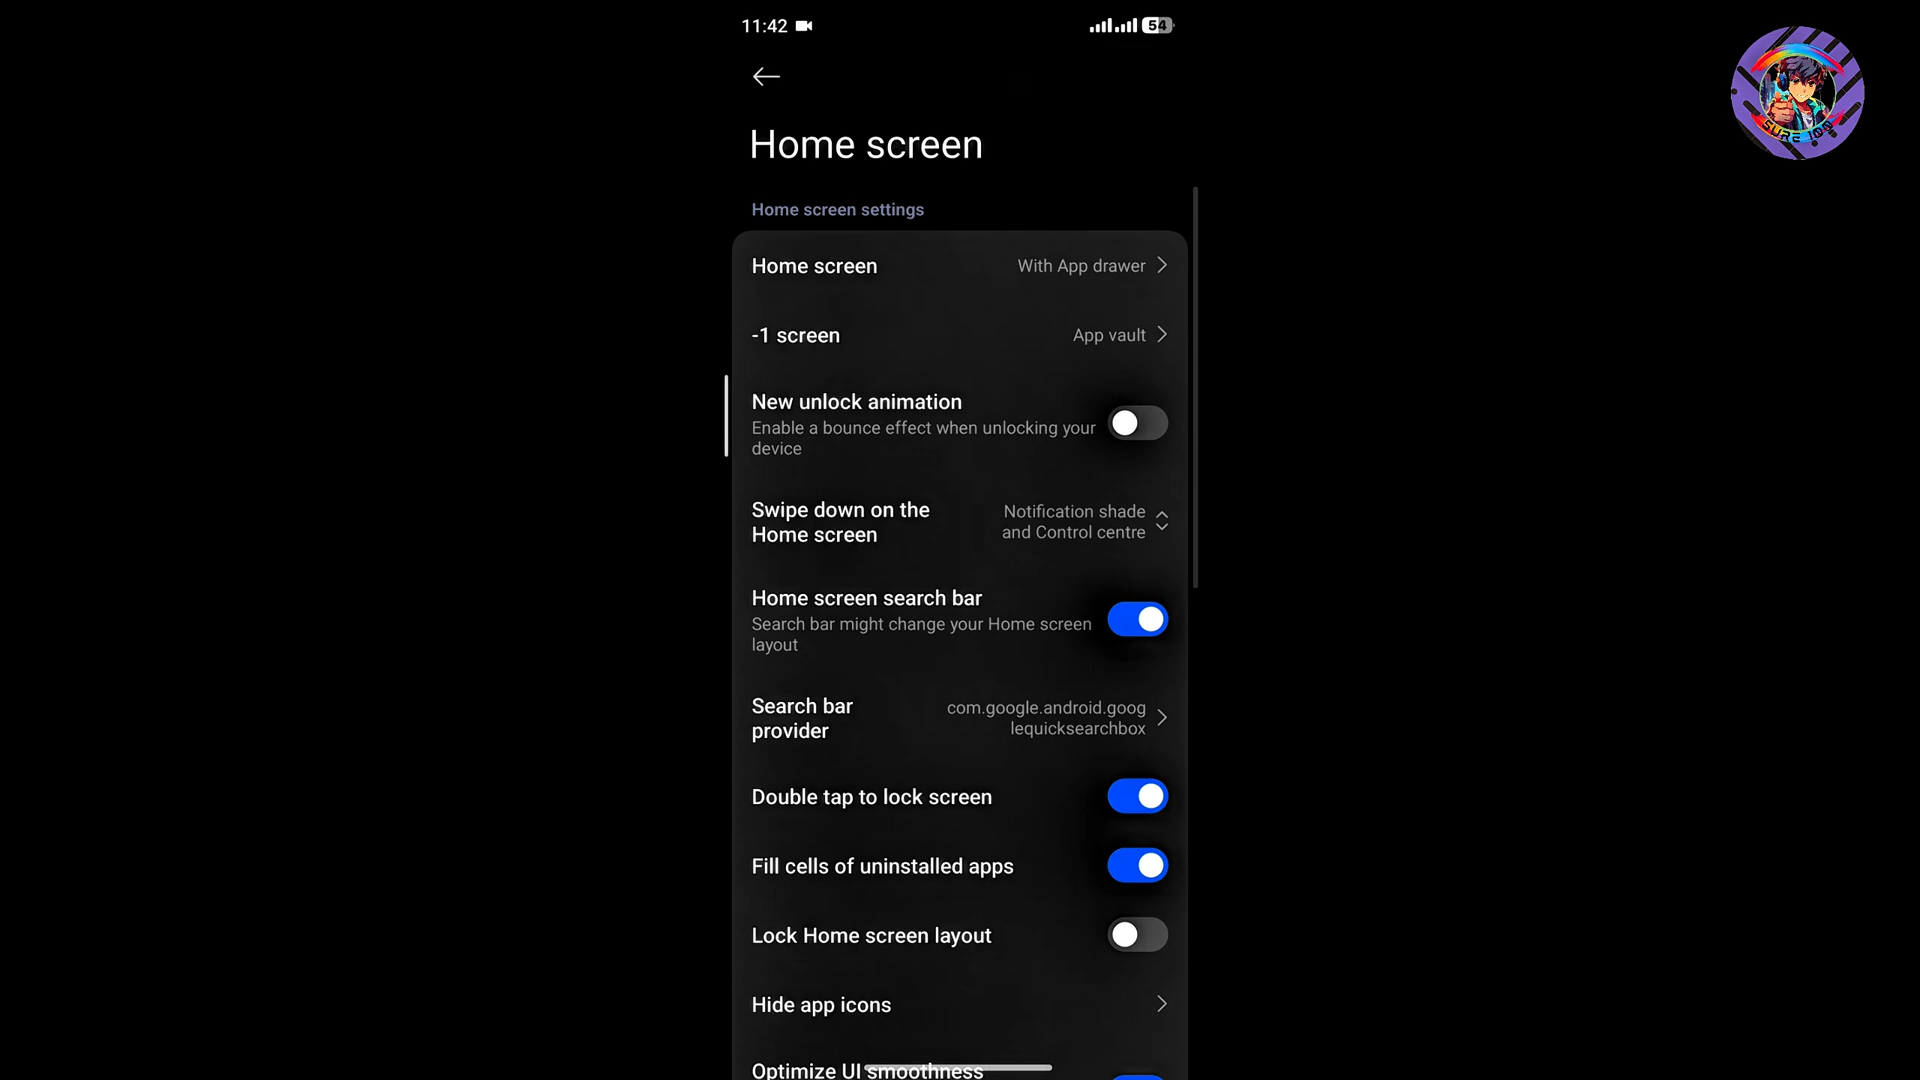 11:42
54
Home screen
Home screen settings
Home screen
With App drawer
-1 screen
App vault
New unlock animation
Enable a bounce effect when unlocking your
device
Swipe down on the
Home screen
Notification shade
and Control centre
Home screen search bar
Search bar might change your Home screen
layout
Search bar
provider
com.google.android.goog
lequicksearchbox
Double tap to lock screen
Fill cells of uninstalled apps
Lock Home screen layout
Hide app icons
Optimize UI smoothness